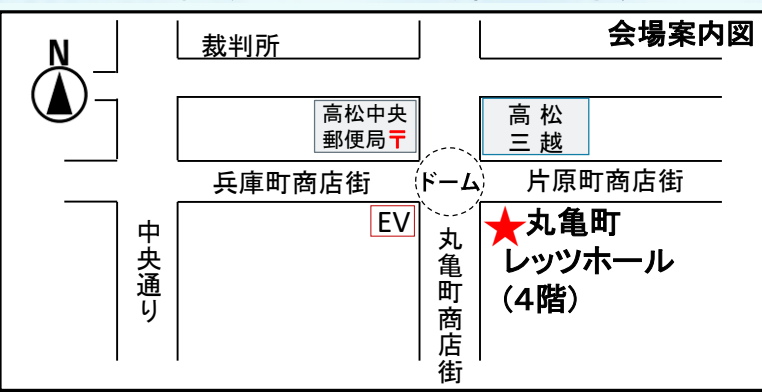 会場案内図
N
裁判所
高松中央
郵便局〒
高松
三越
兵庫町商店街
ドーム
片原町商店街
EV
★丸亀町
レッツホール
(4階)
中央通り
丸亀町商店街